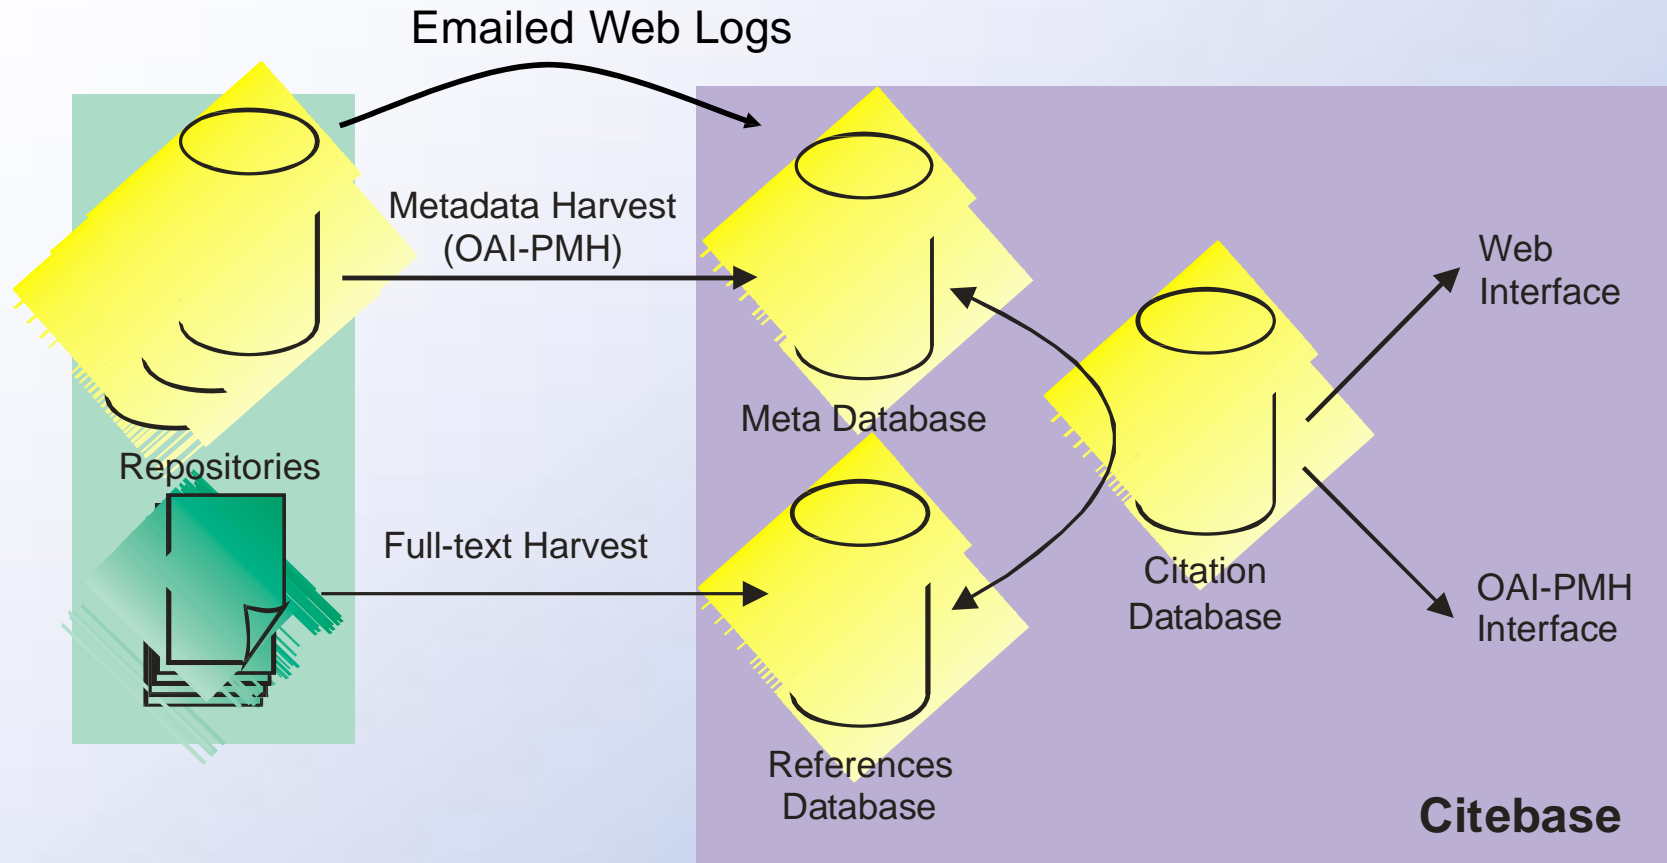 Emailed Web Logs
Metadata Harvest
(OAI-PMH)
Repositories
Full-text Harvest
Meta Database
References
Database
Citation
Database
Web
Interface
OAI-PMH
Interface
Citebase